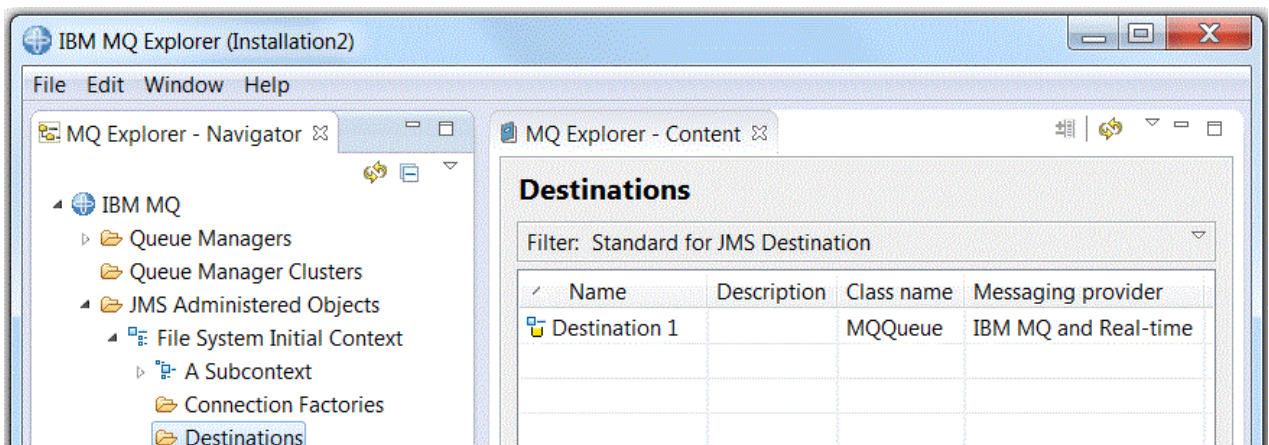 IBM MQ Explorer (Installation2)
File Edit Window Help
MQ Explorer - Navigator
IBM MQ
Queue Managers
Queue Manager Clusters
JMS Administered Objects
File System Initial Context
A Subcontext
Connection Factories
Destinations
MQ Explorer - Content
Destinations
Filter: Standard for JMS Destination
Name Description Class name Messaging provider
Destination 1 MQQueue IBM MQ and Real-time